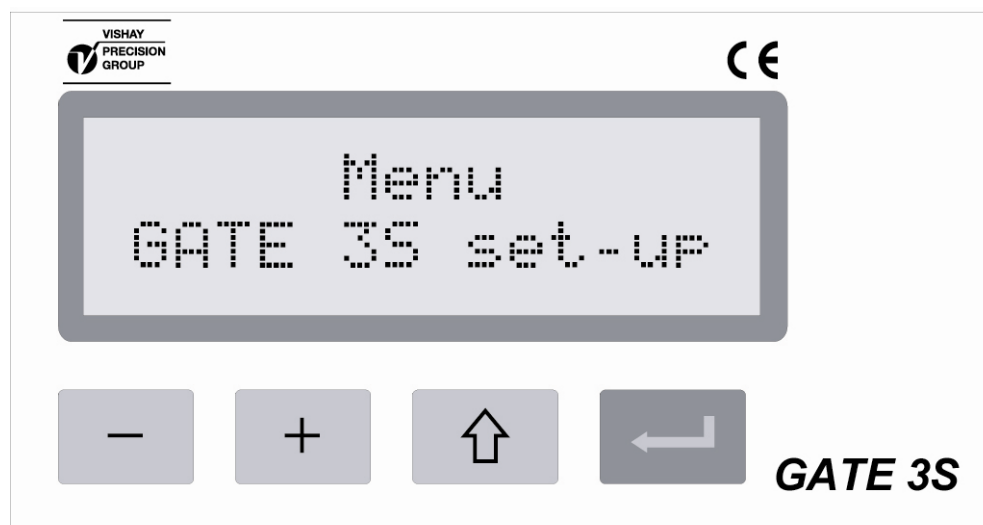 VISHAY
PRECISION
GROUP
CE
Menu
GATE 3S set-up
− +
GATE 3S